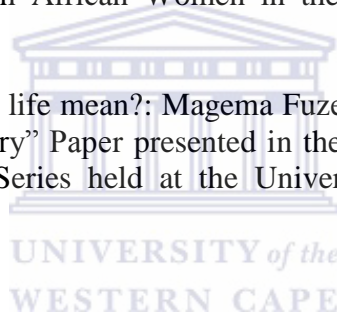 African Women in the
life mean?: Magema Fuze
ry” Paper presented in the
Series held at the Univer
UNIVERSITY of the
WESTERN CAPE